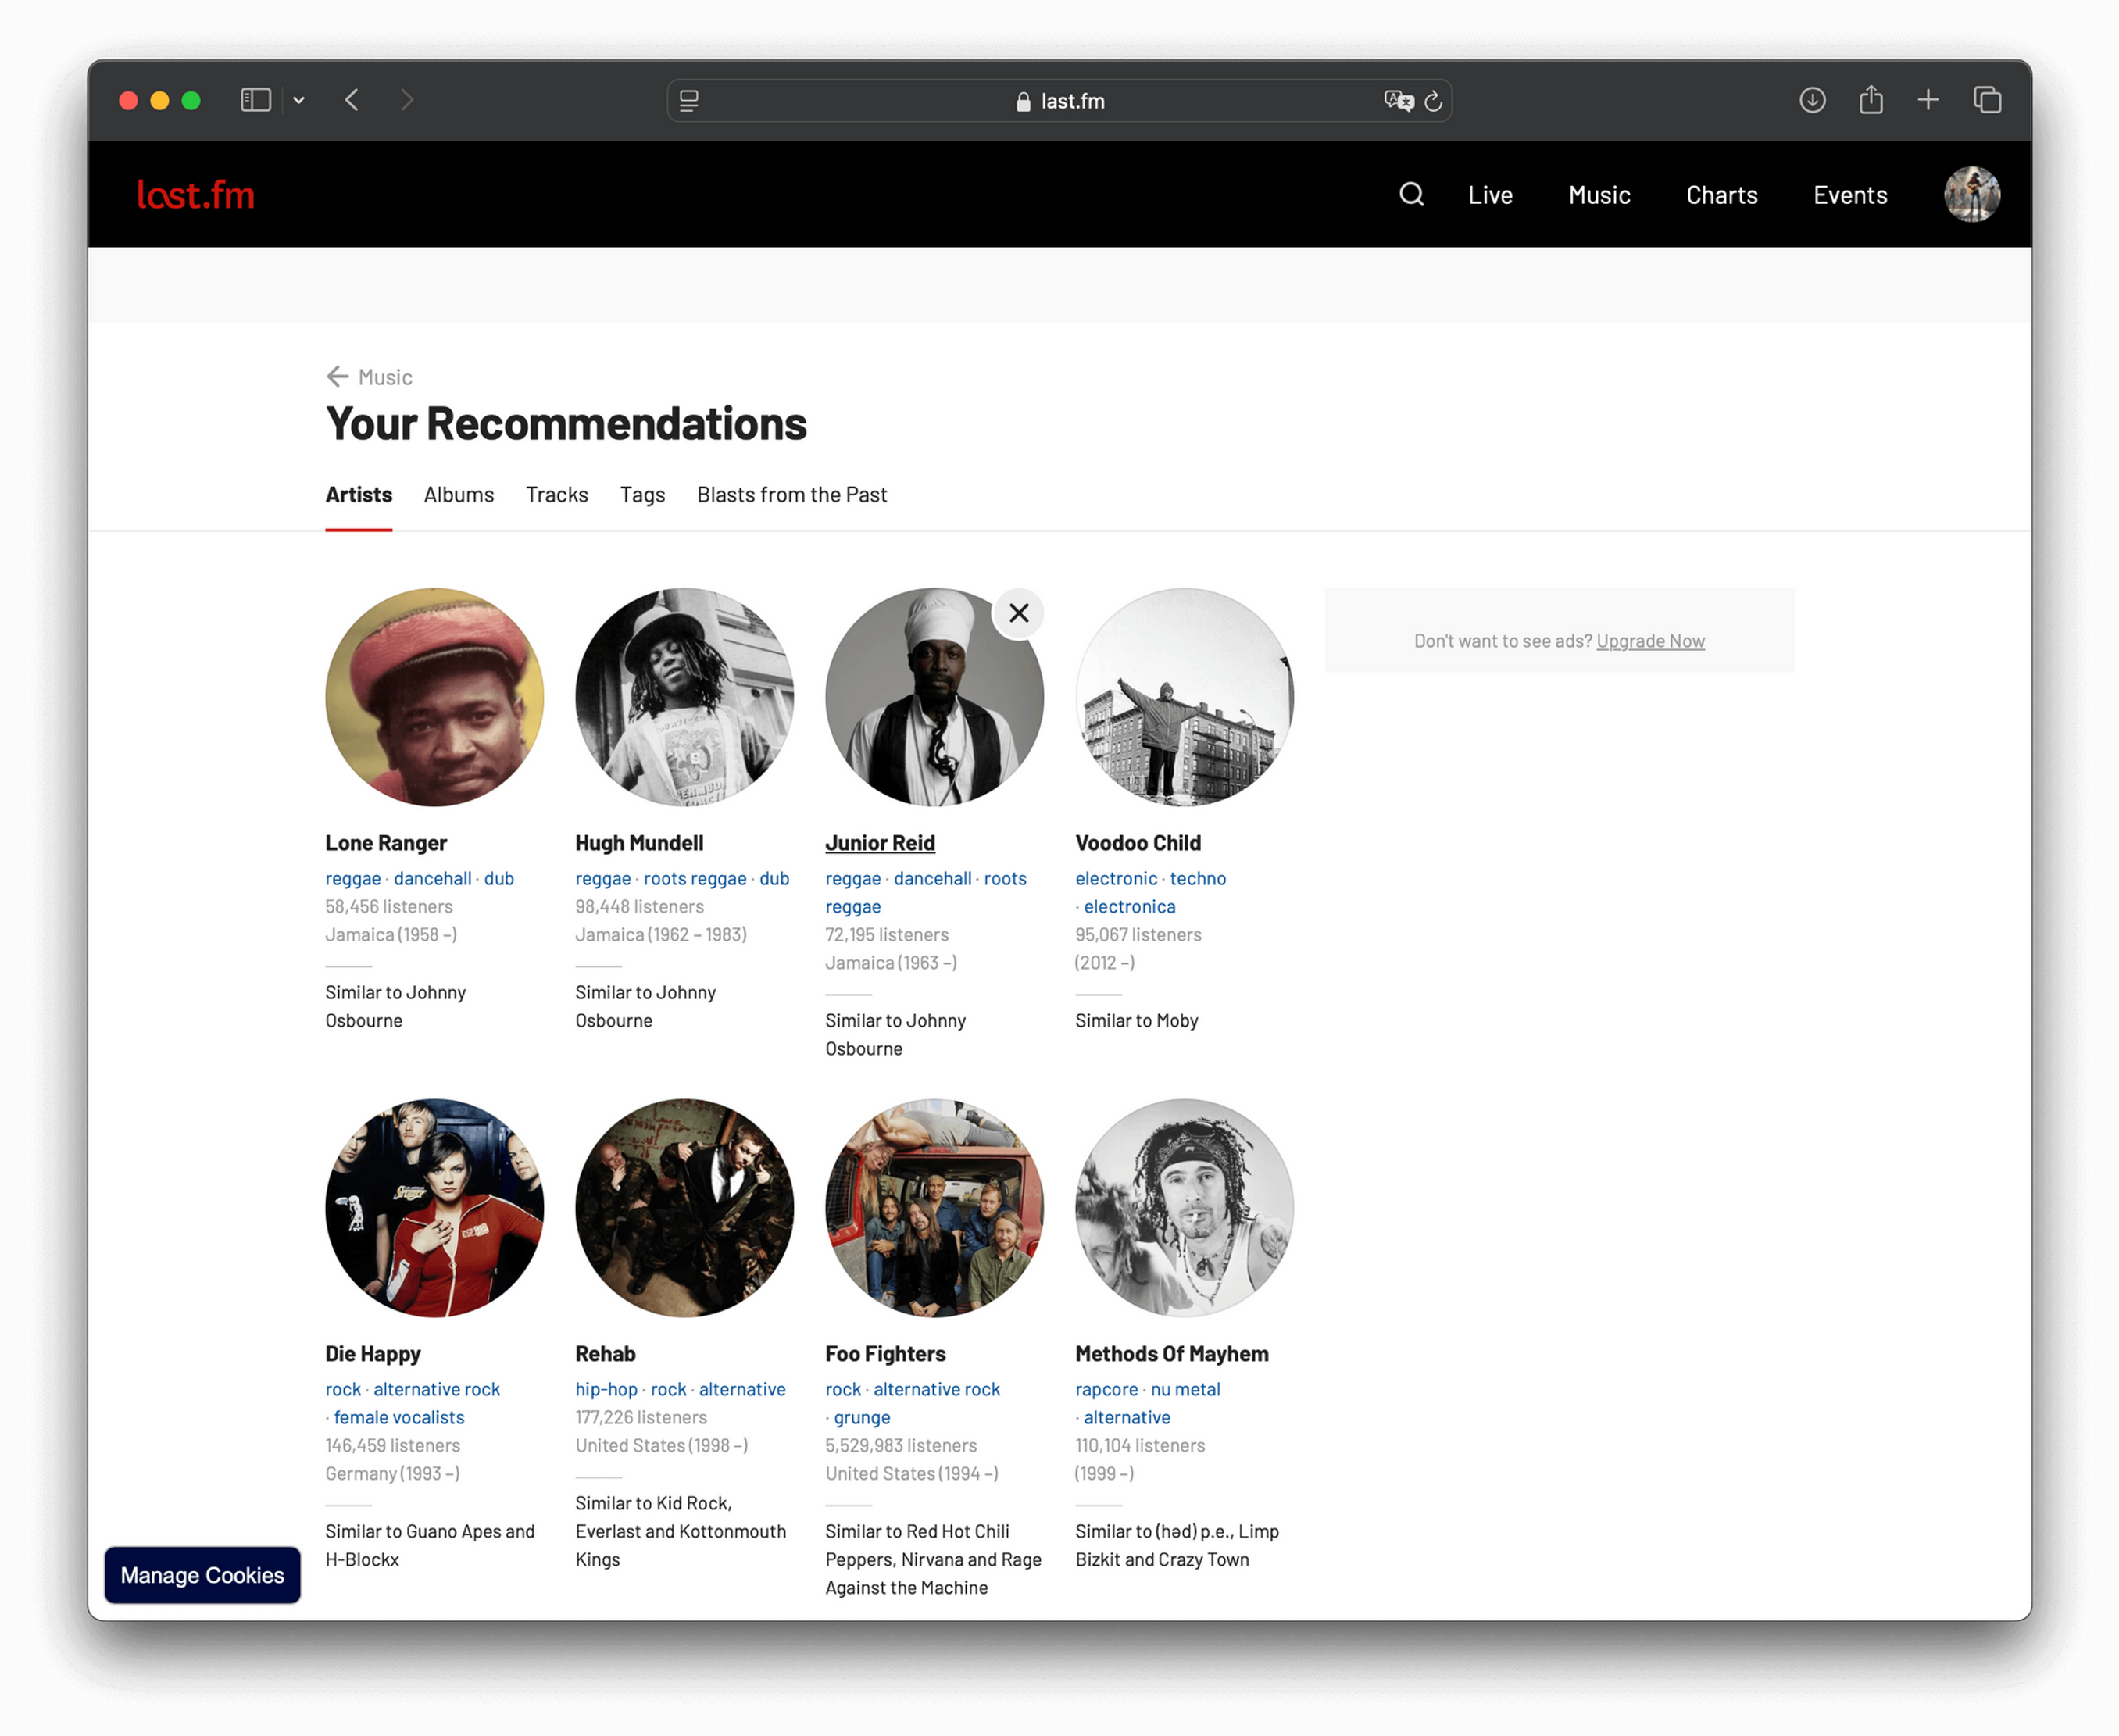 last.fm
last.fm
Live
Music
Charts
Events
Music
Your Recommendations
Artists
Albums
Tracks
Tags
Blasts from the Past
Don't want to see ads? Upgrade Now
Lone Ranger
reggae · dancehall · dub
58,456 listeners
Jamaica (1958 –)
Similar to Johnny
Osbourne
Hugh Mundell
reggae · roots reggae · dub
98,448 listeners
Jamaica (1962 – 1983)
Similar to Johnny
Osbourne
Junior Reid
reggae · dancehall · roots
reggae
72,195 listeners
Jamaica (1963 –)
Similar to Johnny
Osbourne
Voodoo Child
electronic · techno
· electronica
95,067 listeners
(2012 –)
Similar to Moby
Die Happy
rock · alternative rock
· female vocalists
146,459 listeners
Germany (1993 –)
Similar to Guano Apes and
H-Blockx
Rehab
hip-hop · rock · alternative
177,226 listeners
United States (1998 –)
Similar to Kid Rock,
Everlast and Kottonmouth
Kings
Foo Fighters
rock · alternative rock
· grunge
5,529,983 listeners
United States (1994 –)
Similar to Red Hot Chili
Peppers, Nirvana and Rage
Against the Machine
Methods Of Mayhem
rapcore · nu metal
· alternative
110,104 listeners
(1999 –)
Similar to (həd) p.e., Limp
Bizkit and Crazy Town
Manage Cookies